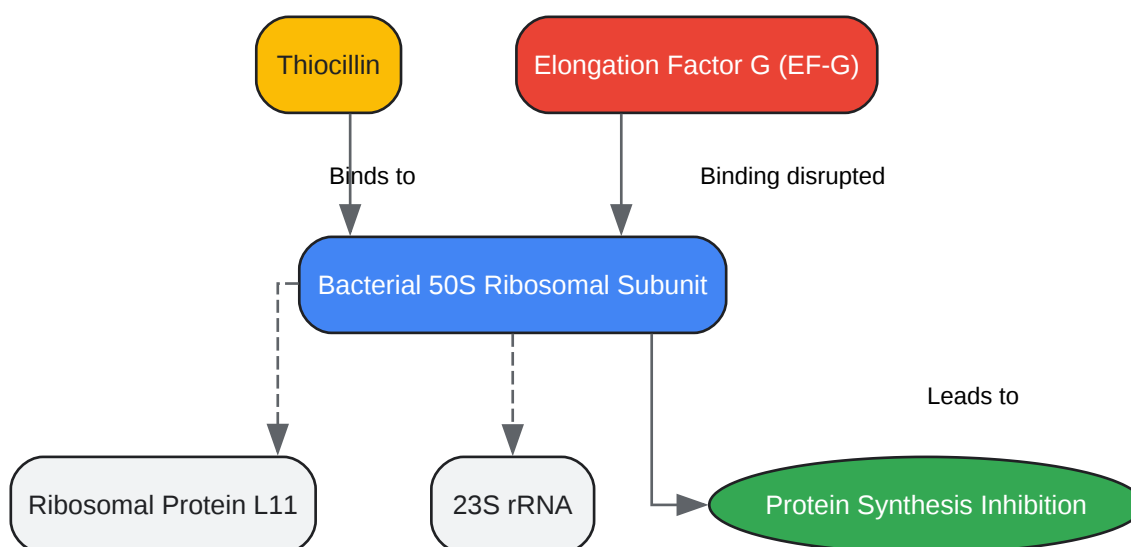 Thiocillin
Elongation Factor G (EF-G)
Binds to
Binding disrupted
Bacterial 50S Ribosomal Subunit
Leads to
Ribosomal Protein L11
23S rRNA
Protein Synthesis Inhibition